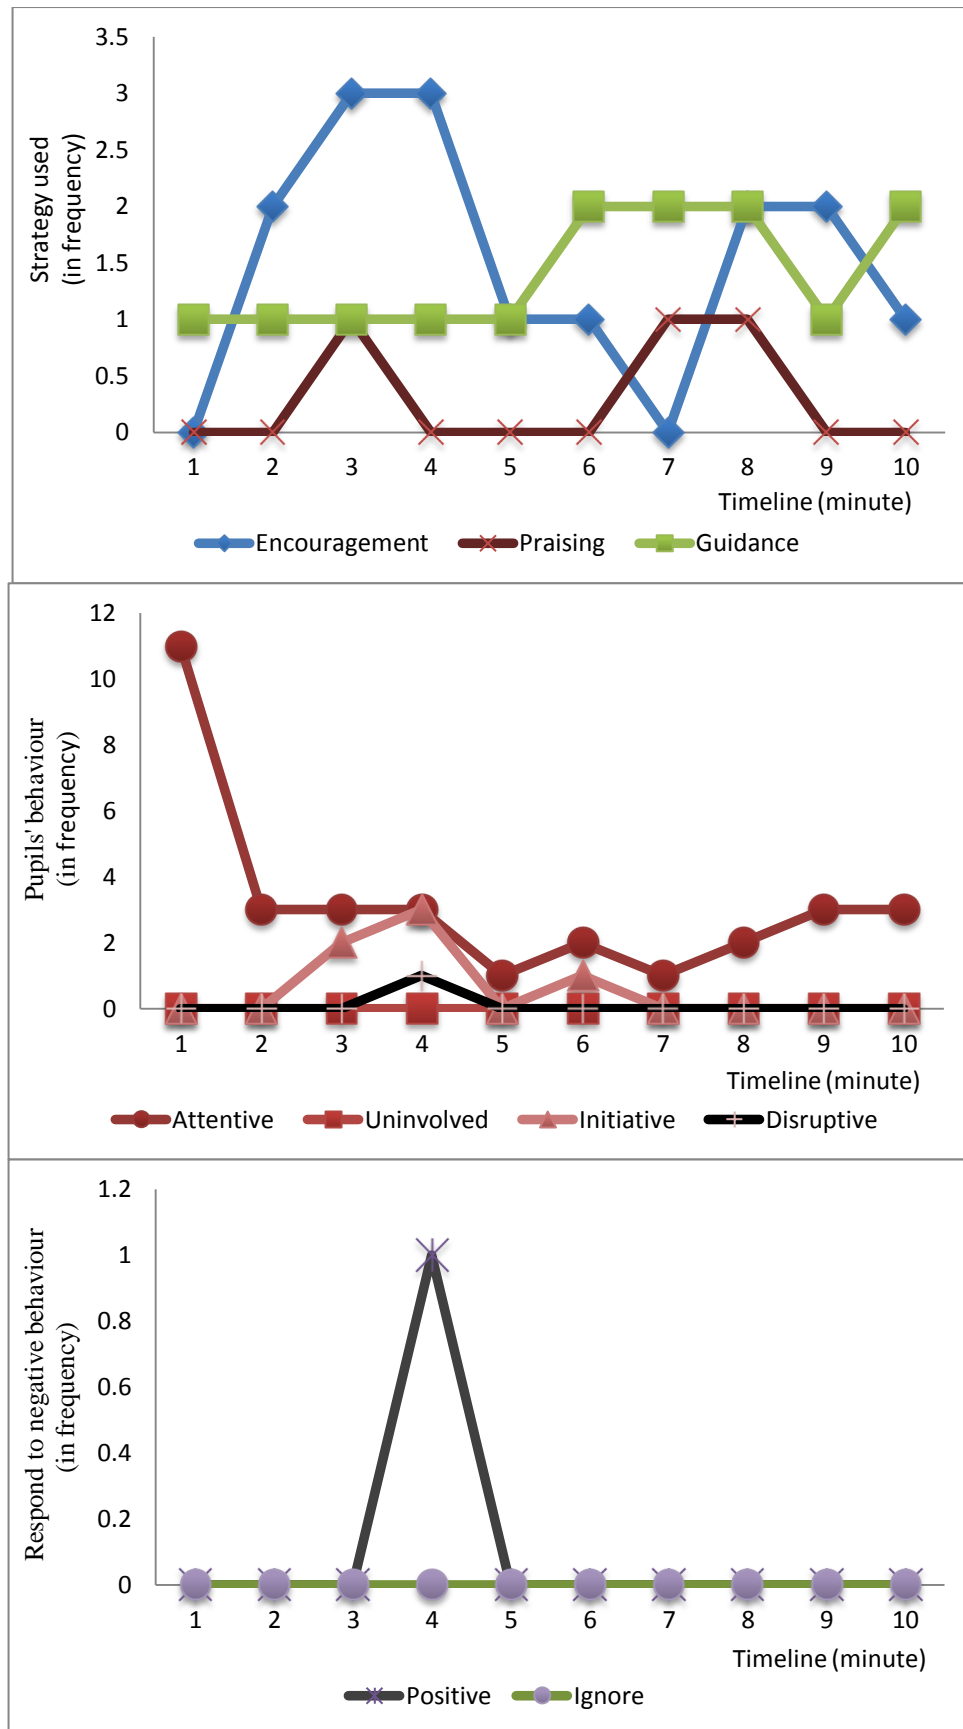 3.5
3
2.5
2
1.5
1
0.5
0
Strategy used
(in frequency)
1 2 3 4 5 6 7 8 9 10
Timeline (minute)
Encouragement Praising Guidance
12
10
8
6
4
2
0
Pupils' behaviour
(in frequency)
1 2 3 4 5 6 7 8 9 10
Timeline (minute)
Attentive Uninvolved Initiative Disruptive
1.2
1
0.8
0.6
0.4
0.2
0
Respond to negative behaviour
(in frequency)
1 2 3 4 5 6 7 8 9 10
Timeline (minute)
Positive Ignore